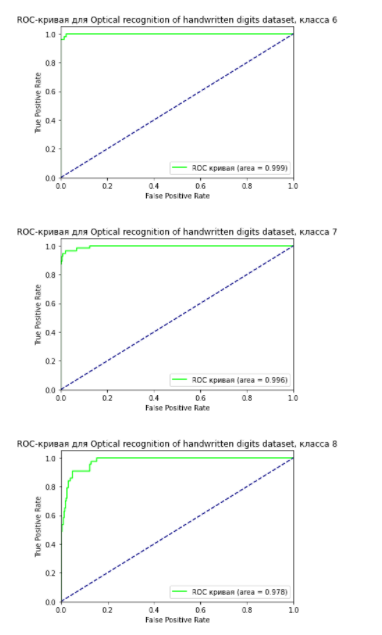 ROC-кривая для Optical recognition of handwritten digits dataset, класса 6
1.0
0.8
0.6
0.4
0.2
0.0
True Positive Rate
ROC кривая (area = 0.999)
0.0 0.2 0.4 0.6 0.8 1.0
False Positive Rate
ROC-кривая для Optical recognition of handwritten digits dataset, класса 7
1.0
0.8
0.6
0.4
0.2
0.0
True Positive Rate
ROC кривая (area = 0.996)
0.0 0.2 0.4 0.6 0.8 1.0
False Positive Rate
ROC-кривая для Optical recognition of handwritten digits dataset, класса 8
1.0
0.8
0.6
0.4
0.2
0.0
True Positive Rate
ROC кривая (area = 0.978)
0.0 0.2 0.4 0.6 0.8 1.0
False Positive Rate